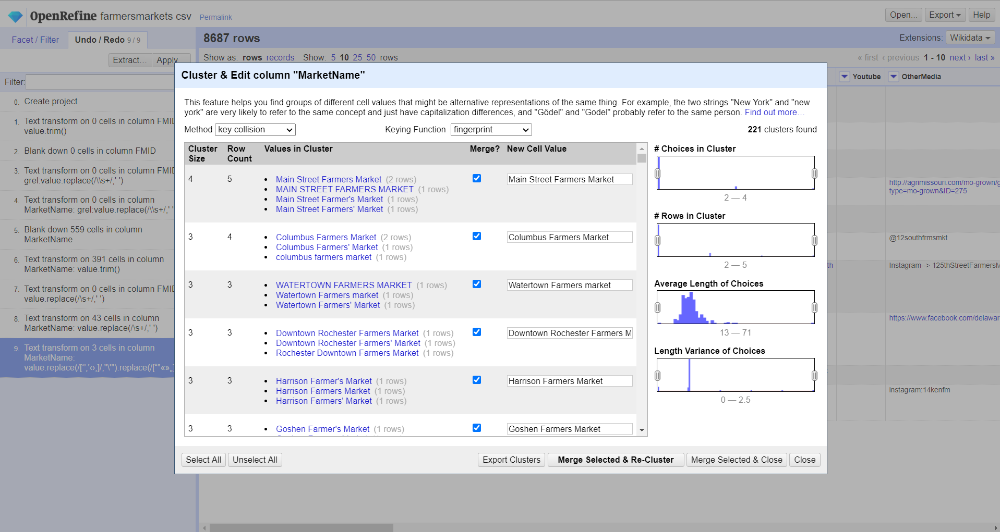 OpenRefine farmersmarkets csv Permalink
Open... Export Help
Facet / Filter Undo / Redo 9 / 9
Extract... Apply
Filter:
0. Create project
1. Text transform on 0 cells in column FMID
value.trim()
2. Blank down 0 cells in column FMID
3. Text transform on 0 cells in column FMID
grel:value.replace(/\\s+/,' ')
4. Text transform on 0 cells in column
MarketName: grel:value.replace(/\\s+/,' '
5. Blank down 559 cells in column
MarketName
6. Text transform on 391 cells in column
MarketName: value.trim()
7. Text transform on 0 cells in column FMID
value.replace(/\s+/,' ')
8. Text transform on 43 cells in column
MarketName: value.replace(/\s+/,' ')
9. Text transform on 3 cells in column
MarketName:
8687 rows
Extensions: Wikidata
Show as: rows records Show: 5 10 25 50 rows
« first ‹ previous 1 - 10 next › last »
Youtube OtherMedia
http://agrimissouri.com/mo-grown/g
type=mo-grown&ID=275
@12southfrmsmkt
th Instagram--> 125thStreetFarmersM
https://www.facebook.com/delawar
instagram:14kenfm
Cluster & Edit column "MarketName"
This feature helps you find groups of different cell values that might be alternative representations of the same thing. For example, the two strings "New York" and "new
york" are very likely to refer to the same concept and just have capitalization differences, and "Gödel" and "Godel" probably refer to the same person. Find out more…
Method key collision Keying Function fingerprint 221 clusters found
Cluster Size Row Count Values in Cluster Merge? New Cell Value
4 5 • Main Street Farmers Market (2 rows) Main Street Farmers Market
• MAIN STREET FARMERS MARKET (1 rows)
• Main Street Farmer's Market (1 rows)
• Main Street Farmers' Market (1 rows)
3 4 • Columbus Farmers Market (2 rows) Columbus Farmers Market
• Columbus Farmers' Market (1 rows)
• columbus farmers market (1 rows)
3 3 • WATERTOWN FARMERS MARKET (1 rows) Watertown Farmers market
• Watertown Farmers market (1 rows)
• Watertown Farmers' Market (1 rows)
3 3 • Downtown Rochester Farmers Market (1 rows) Downtown Rochester Farmers M
• Downtown Rochester Farmers' Market (1 rows)
• Rochester Downtown Farmers Market (1 rows)
3 3 • Harrison Farmer's Market (1 rows) Harrison Farmers Market
• Harrison Farmers Market (1 rows)
• Harrison Farmers' Market (1 rows)
3 3 • Goshen Farmer's Market (1 rows) Goshen Farmers Market
# Choices in Cluster
2 — 4
# Rows in Cluster
2 — 5
Average Length of Choices
13 — 71
Length Variance of Choices
0 — 2.5
Select All Unselect All Export Clusters Merge Selected & Re-Cluster Merge Selected & Close Close